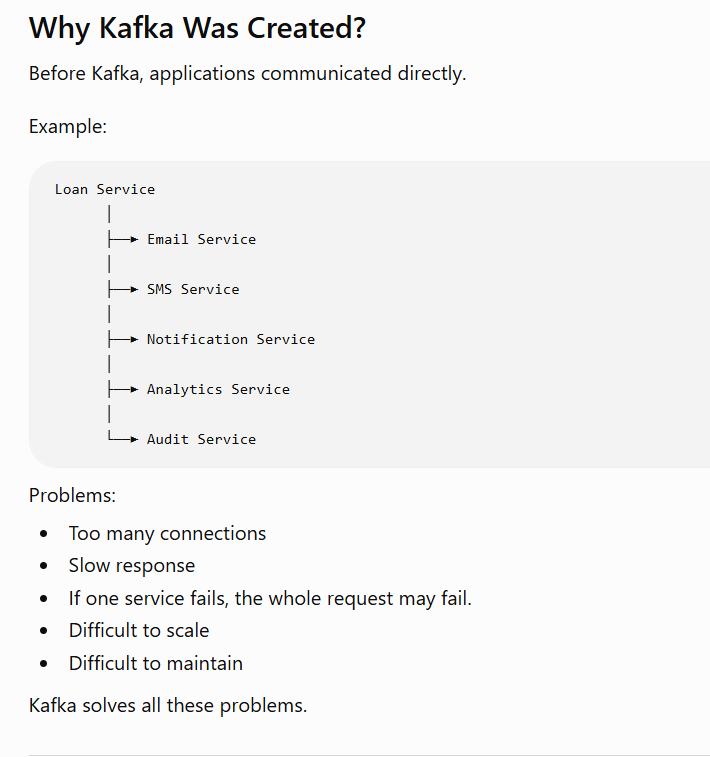 Why Kafka Was Created?
Before Kafka, applications communicated directly.
Example:
Loan Service
│
├──► Email Service
│
├──► SMS Service
│
├──► Notification Service
│
├──► Analytics Service
│
└──► Audit Service
Problems:
• Too many connections
• Slow response
• If one service fails, the whole request may fail.
• Difficult to scale
• Difficult to maintain
Kafka solves all these problems.